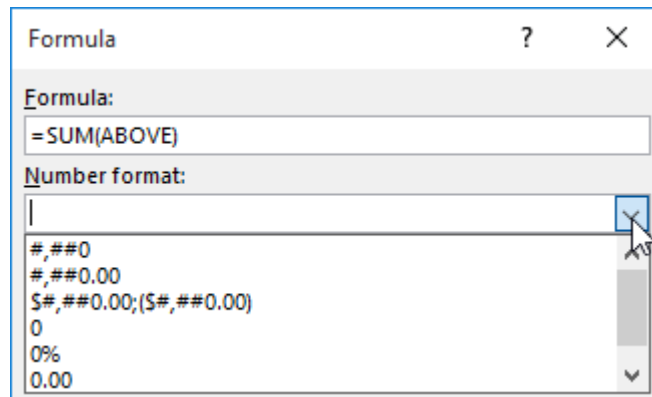 Formula ?
Formula:
=SUM(ABOVE)
Number format:
#,##0
#,##0.00
$#,##0.00;($#,##0.00)
0
0%
0.00